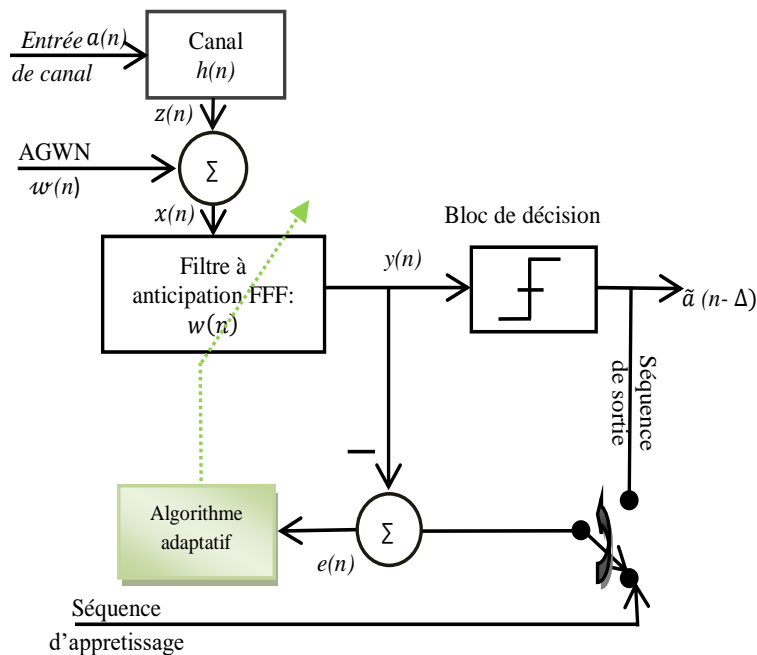 Entrée a(n)
de canal
Canal
h(n)
z(n)
AGWN
w(n)
Σ
x(n)
Filtre à
anticipation FFF:
w(n)
y(n)
Bloc de décision
ã (n- Δ)
Séquence
de sortie
Algorithme
adaptatif
e(n)
Σ
Séquence
d’appretissage